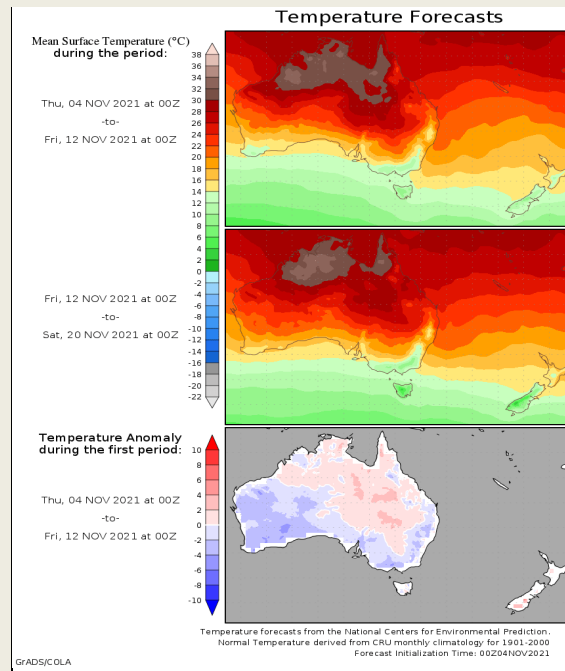 Temperature Forecasts
Mean Surface Temperature (°C)
during the period:
Thu, 04 NOV 2021 at 00Z
-to-
Fri, 12 NOV 2021 at 00Z
38
36
34
32
30
28
26
24
22
20
18
16
14
12
10
8
6
4
2
0
-2
-4
-6
-8
-10
-12
-14
-16
-18
-20
-22
Fri, 12 NOV 2021 at 00Z
-to-
Sat, 20 NOV 2021 at 00Z
Temperature Anomaly
during the first period:
Thu, 04 NOV 2021 at 00Z
-to-
Fri, 12 NOV 2021 at 00Z
10
8
6
4
2
0
-2
-4
-6
-8
-10
Temperature forecasts from the National Centers for Environmental Prediction.
Normal Temperature derived from CRU monthly climatology for 1901-2000
Forecast Initialization Time: 00Z04NOV2021
GrADS/COLA